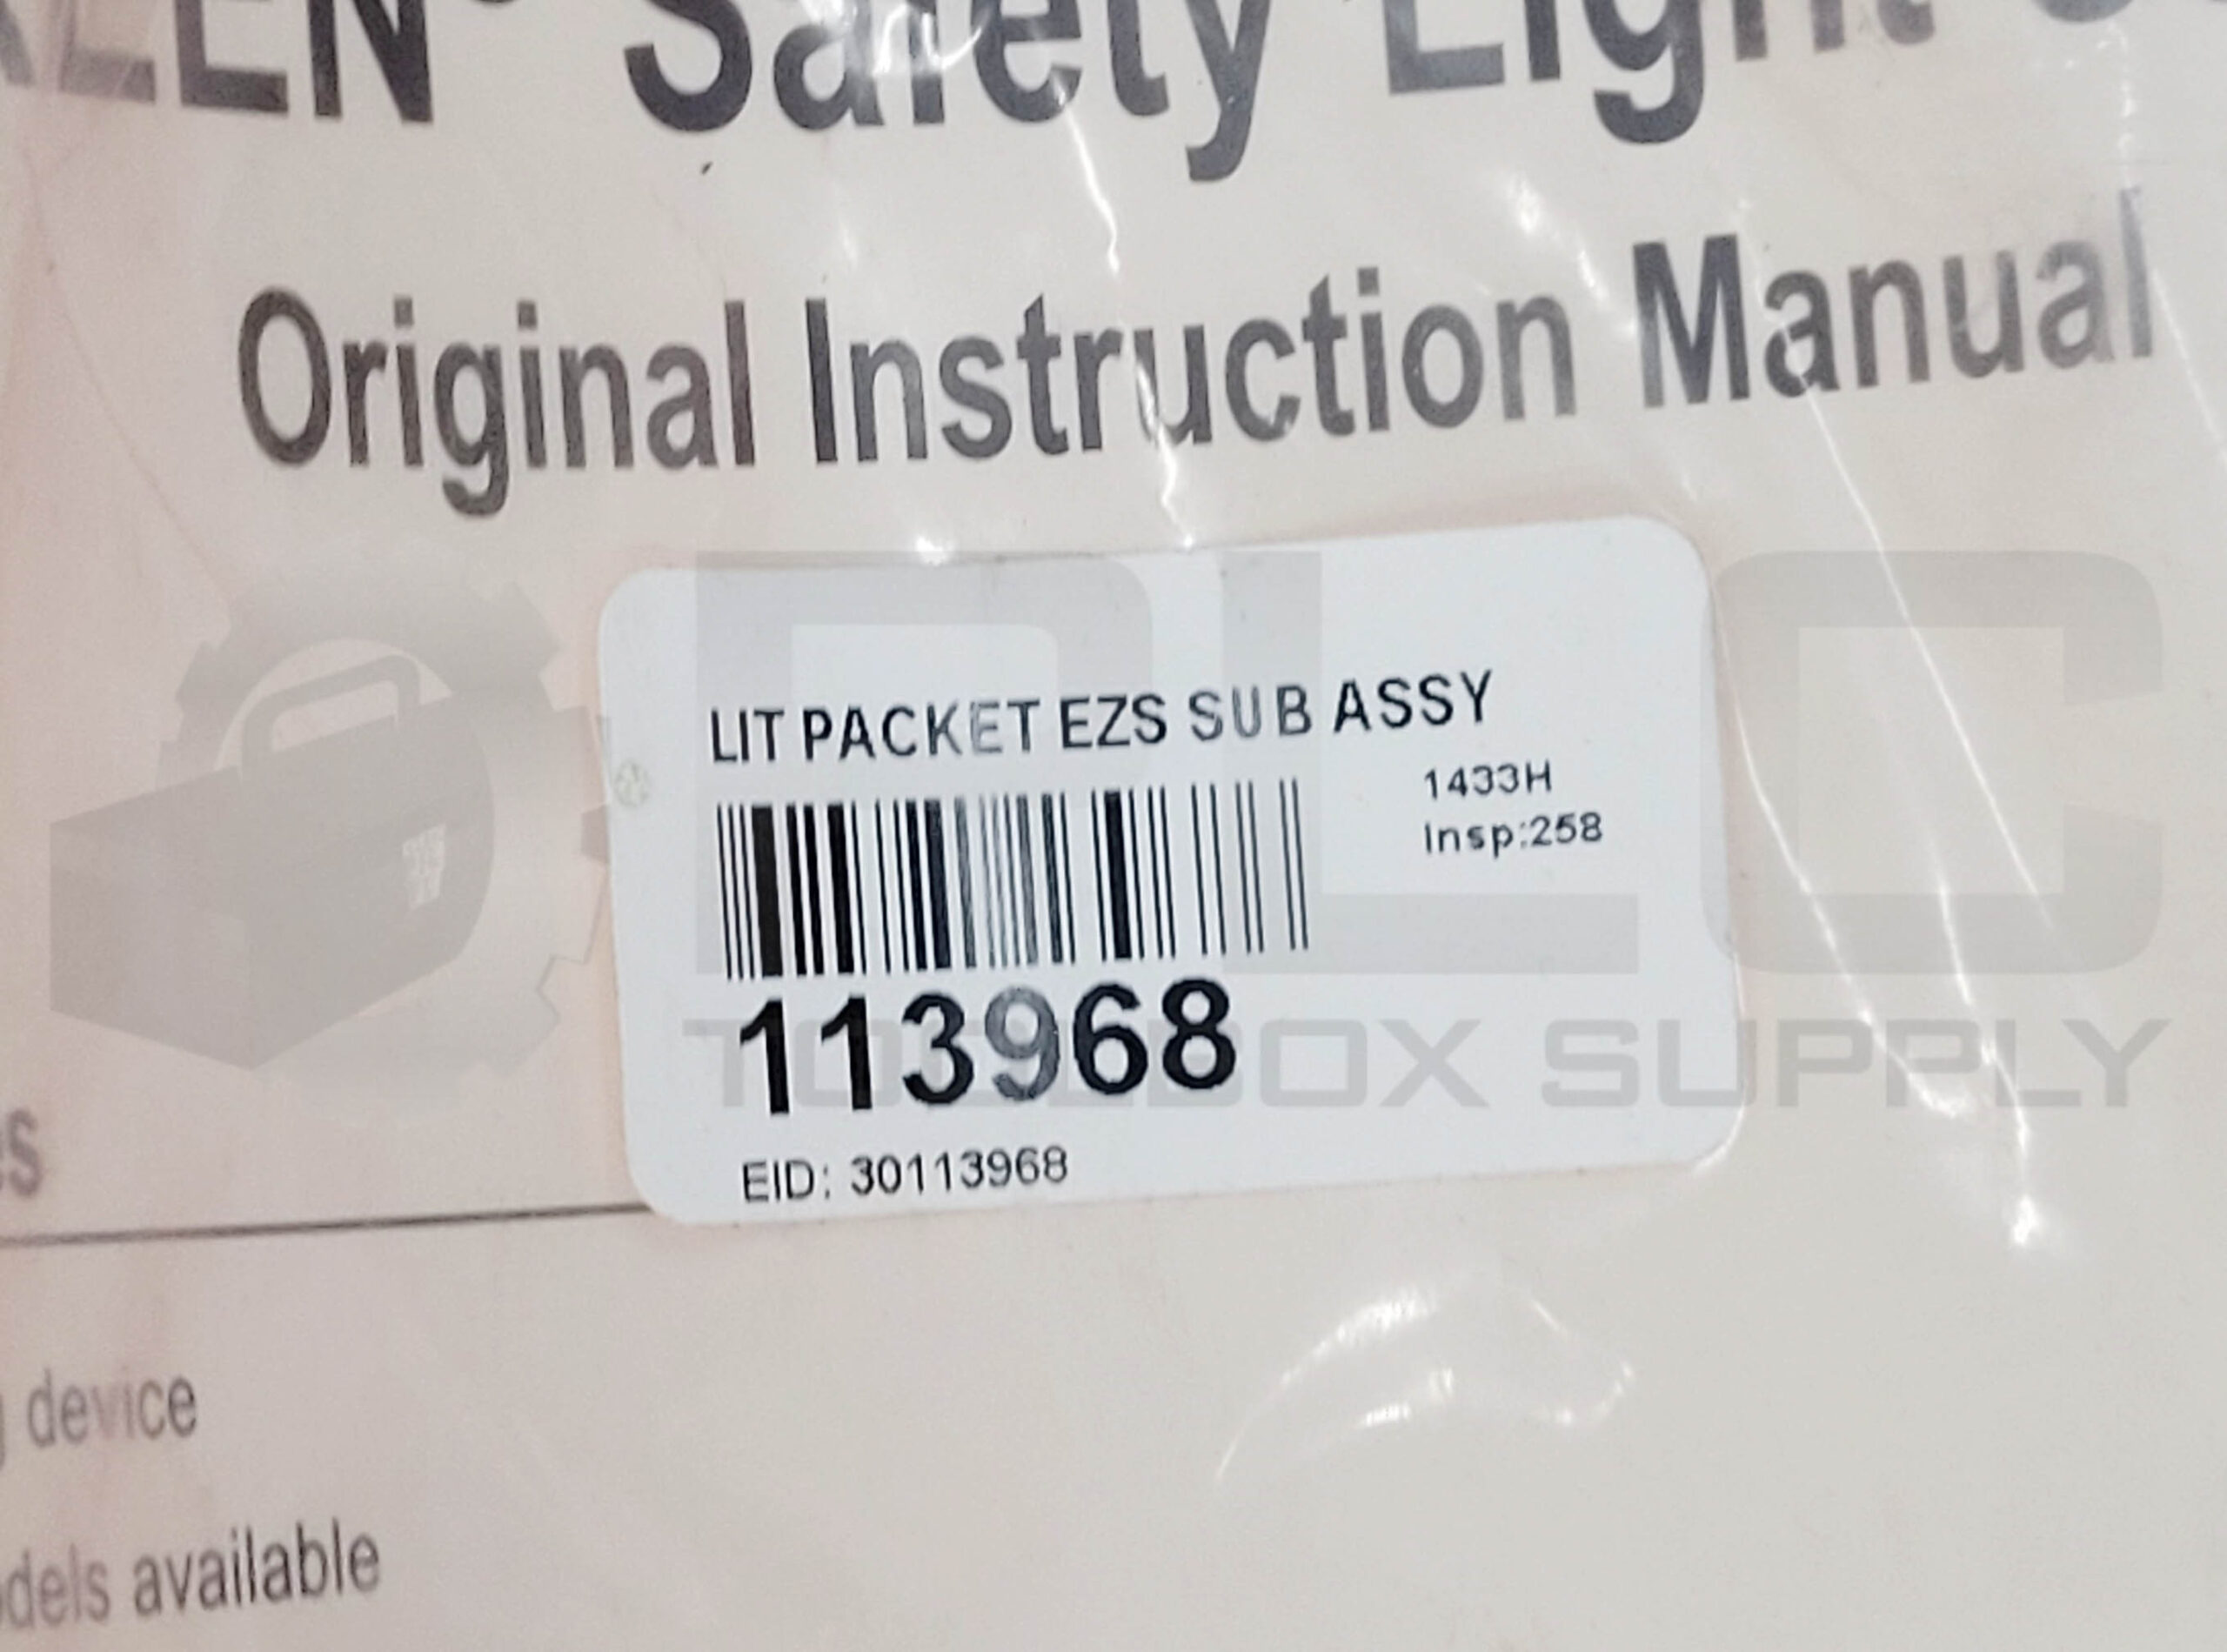 Safety Light
Original Instruction Manual
LIT PACKET EZS SUB ASSY
1433H
Insp:258
113968
EID: 30113968
PLC
TOOLBOX SUPPLY
device
available